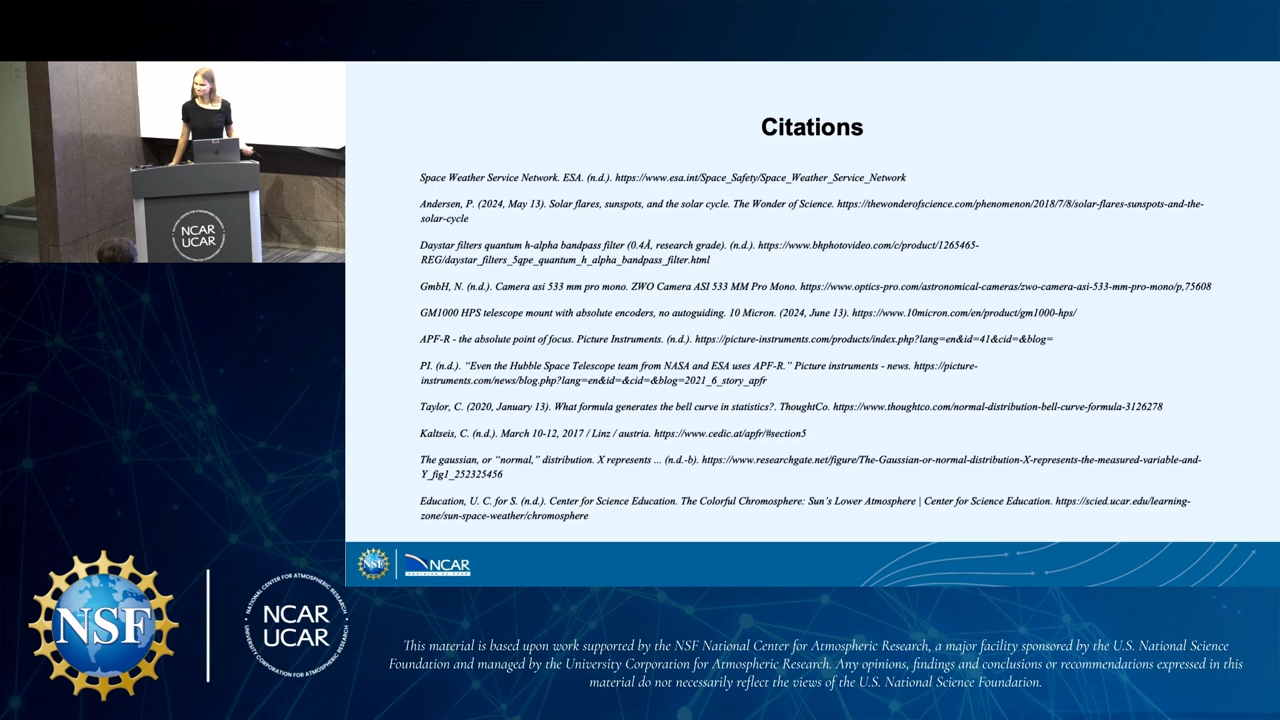 Citations
Space Weather Service Network. ESA. (n.d.). https://www.esa.int/Space_Safety/Space_Weather_Service_Network
Andersen, P. (2024, May 13). Solar flares, sunspots, and the solar cycle. The Wonder of Science. https://thewonderofscience.com/phenomenon/2018/7/8/solar-flares-sunspots-and-the-
solar-cycle
Daystar filters quantum h-alpha bandpass filter (0.4Å, research grade). (n.d.). https://www.bhphotovideo.com/c/product/1265465-
REG/daystar_filters_5qpe_quantum_h_alpha_bandpass_filter.html
GmbH, N. (n.d.). Camera asi 533 mm pro mono. ZWO Camera ASI 533 MM Pro Mono. https://www.optics-pro.com/astronomical-cameras/zwo-camera-asi-533-mm-pro-mono/p,75608
GM1000 HPS telescope mount with absolute encoders, no autoguiding. 10 Micron. (2024, June 13). https://www.10micron.com/en/product/gm1000-hps/
APF-R - the absolute point of focus. Picture Instruments. (n.d.). https://picture-instruments.com/products/index.php?lang=en&id=41&cid=&blog=
PI. (n.d.). “Even the Hubble Space Telescope team from NASA and ESA uses APF-R.” Picture instruments - news. https://picture-
instruments.com/news/blog.php?lang=en&id=&cid=&blog=2021_6_story_apfr
Taylor, C. (2020, January 13). What formula generates the bell curve in statistics?. ThoughtCo. https://www.thoughtco.com/normal-distribution-bell-curve-formula-3126278
Kaltseis, C. (n.d.). March 10-12, 2017 / Linz / austria. https://www.cedic.at/apfr/#section5
The gaussian, or “normal,” distribution. X represents ... (n.d.-b). https://www.researchgate.net/figure/The-Gaussian-or-normal-distribution-X-represents-the-measured-variable-and-
Y_fig1_252325456
Education, U. C. for S. (n.d.). Center for Science Education. The Colorful Chromosphere: Sun’s Lower Atmosphere | Center for Science Education. https://scied.ucar.edu/learning-
zone/sun-space-weather/chromosphere
NCAR
UCAR
NSF
NCAR
NSF
NATIONAL CENTER FOR ATMOSPHERIC RESEARCH
NCAR
UCAR
UNIVERSITY CORPORATION FOR ATMOSPHERIC RESEARCH
This material is based upon work supported by the NSF National Center for Atmospheric Research, a major facility sponsored by the U.S. National Science
Foundation and managed by the University Corporation for Atmospheric Research. Any opinions, findings and conclusions or recommendations expressed in this
material do not necessarily reflect the views of the U.S. National Science Foundation.